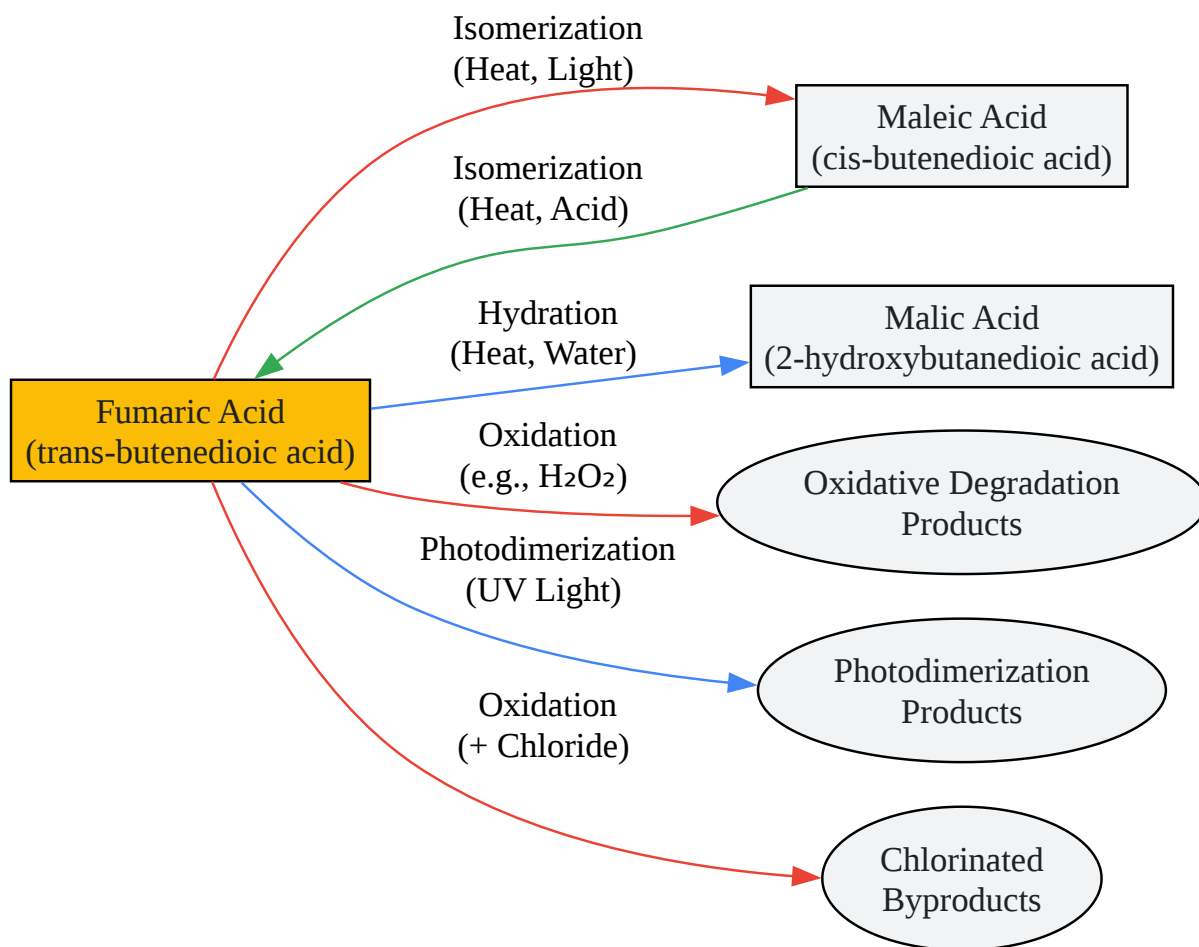 Isomerization
(Heat, Light)
Maleic Acid
(cis-butenedioic acid)
Isomerization
(Heat, Acid)
Hydration
(Heat, Water)
Malic Acid
(2-hydroxybutanedioic acid)
Fumaric Acid
(trans-butenedioic acid)
Oxidation
(e.g., H₂O₂)
Oxidative Degradation
Products
Photodimerization
(UV Light)
Photodimerization
Products
Oxidation
(+ Chloride)
Chlorinated
Byproducts